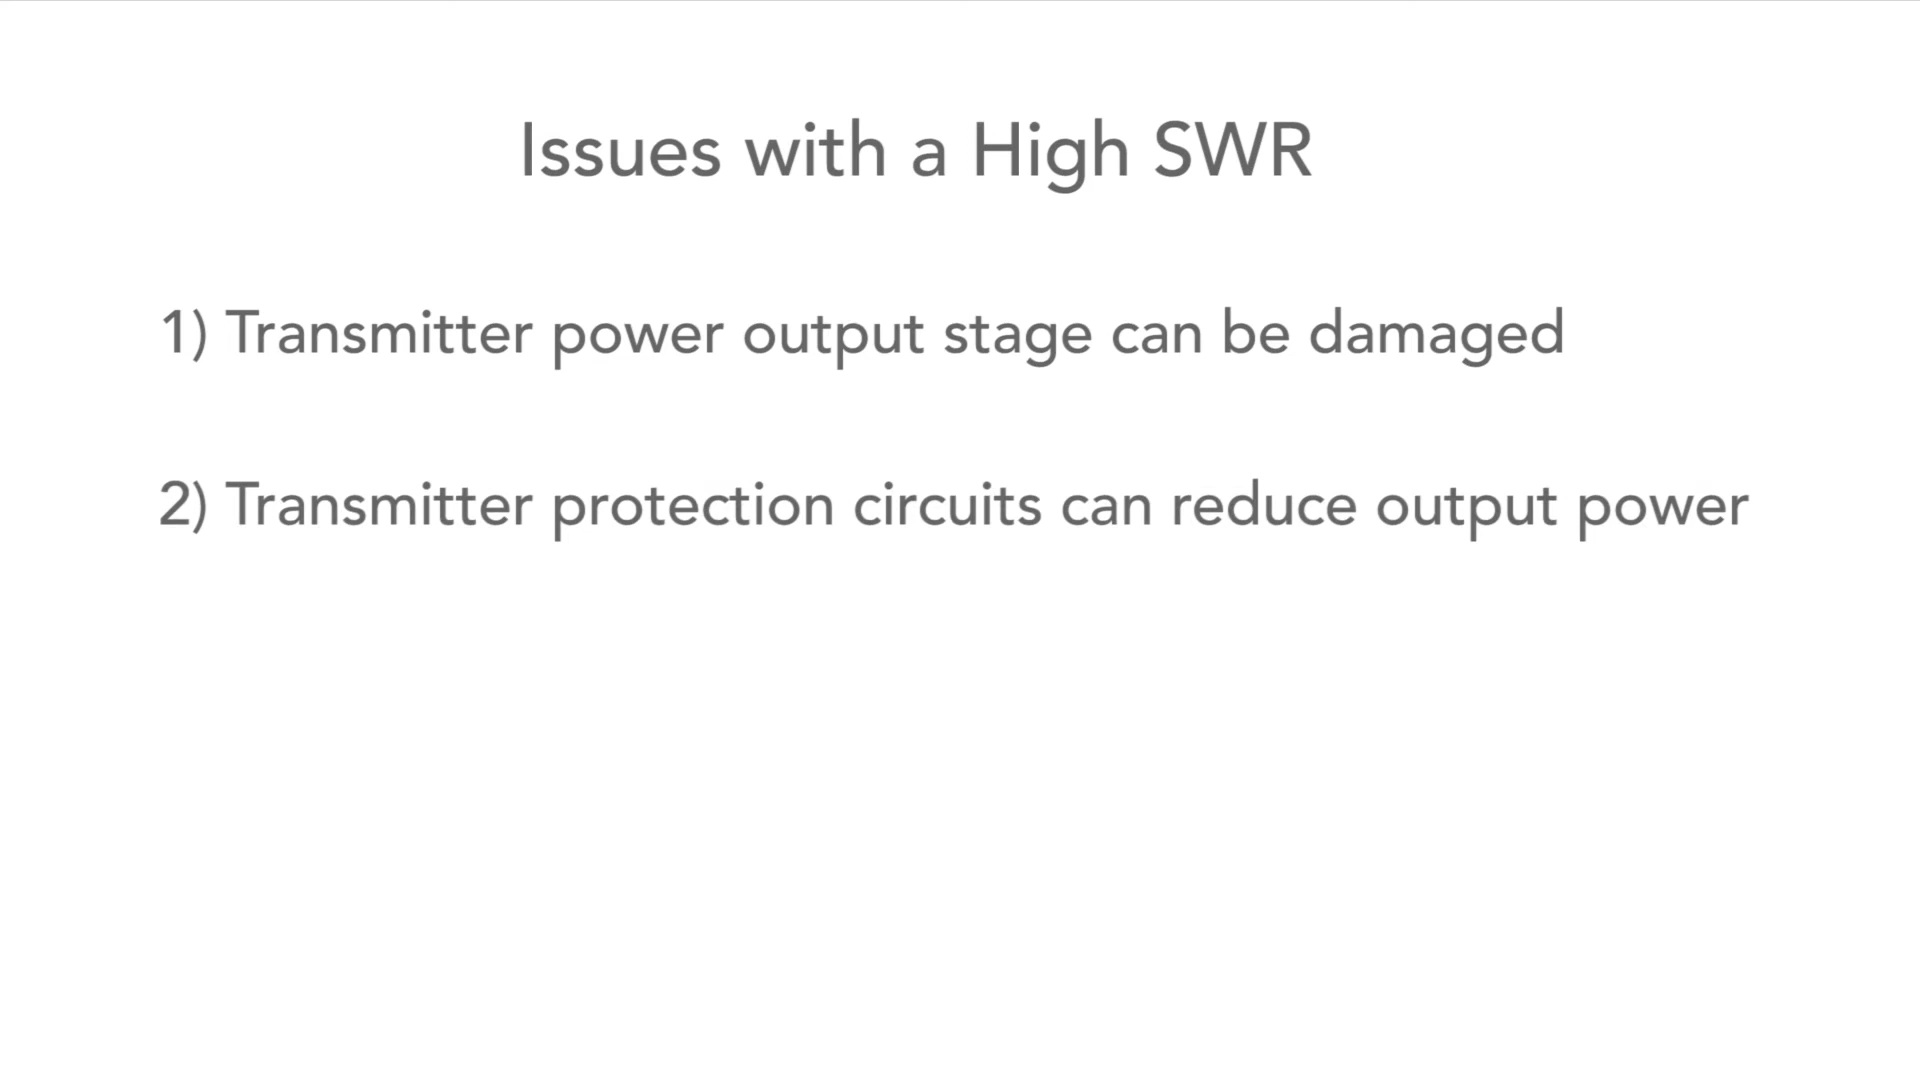 Issues with a High SWR
1) Transmitter power output stage can be damaged
2) Transmitter protection circuits can reduce output power